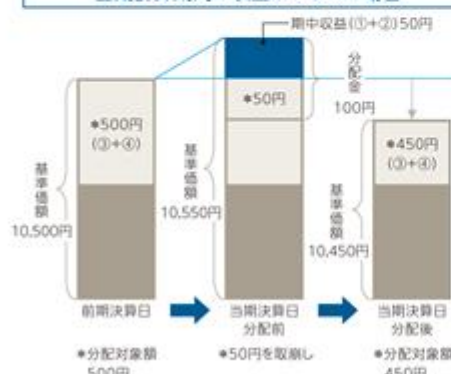 期中収益(①+②)50円
*50円
分配金
100円
*500円
(③+④)
*450円
(③+④)
基準価額
10,500円
基準価額
10,550円
基準価額
10,450円
前期決算日
当期決算日
分配前
当期決算日
分配後
*分配対象額
500円
*50円を取崩し
*分配対象額
450円